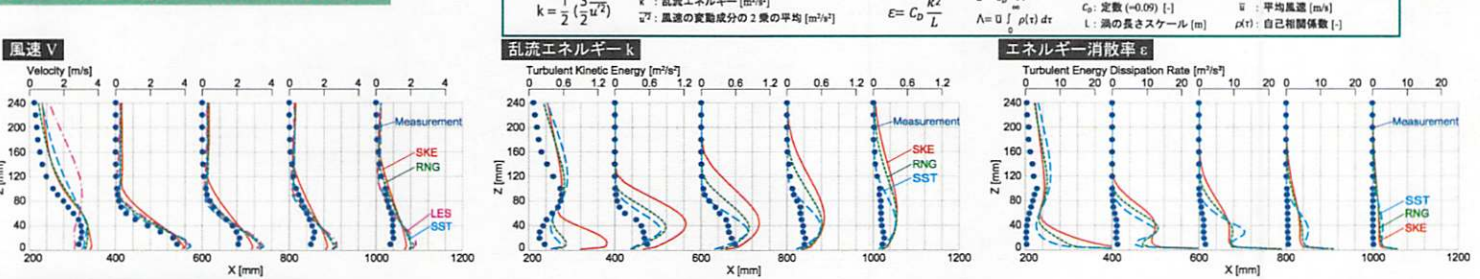 k = 1/2 (3/2 u'²)
k : 乱流エネルギー [m²/s²]
u'² : 風速の変動成分の2乗の平均 [m²/s²]
ε= C_D k²/L
Λ= ū ∫ ρ(τ) dτ
C_D: 定数 (=0.09) [-]
L : 渦の長さスケール [m]
ū : 平均風速 [m/s]
ρ(τ): 自己相関係数 [-]
風速 V
Velocity [m/s]
0 2 4 0 2 4 0 2 4 0 2 4 0 2 4
240
200
160
120
80
40
0
Z [mm]
Measurement
SKE
RNG
LES
SST
200 400 600 800 1000 1200
X [mm]
乱流エネルギー k
Turbulent Kinetic Energy [m²/s²]
0 0.6 1.2 0 0.6 1.2 0 0.6 1.2 0 0.6 1.2 0 0.6 1.2
240
200
160
120
80
40
0
Z [mm]
Measurement
SKE
RNG
SST
200 400 600 800 1000 1200
X [mm]
エネルギー消散率 ε
Turbulent Energy Dissipation Rate [m²/s³]
0 10 20 0 10 20 0 10 20 0 10 20 0 10 20
240
200
160
120
80
40
0
Z [mm]
Measurement
SST
RNG
SKE
200 400 600 800 1000 1200
X [mm]